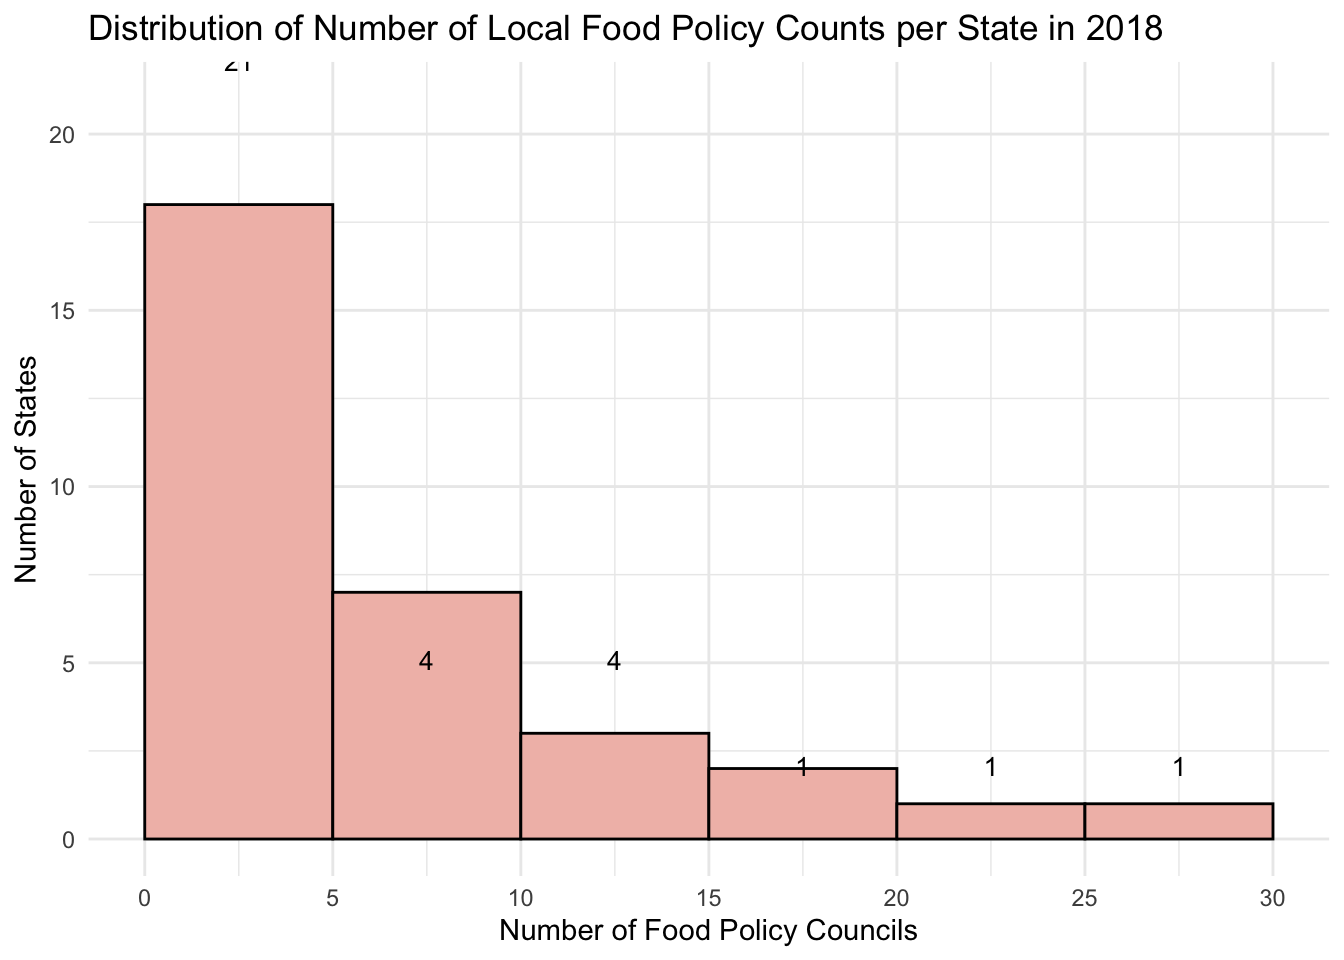 Distribution of Number of Local Food Policy Counts per State in 2018
21
20
15
10
5
0
4
4
1
1
1
0 5 10 15 20 25 30
Number of States
Number of Food Policy Councils